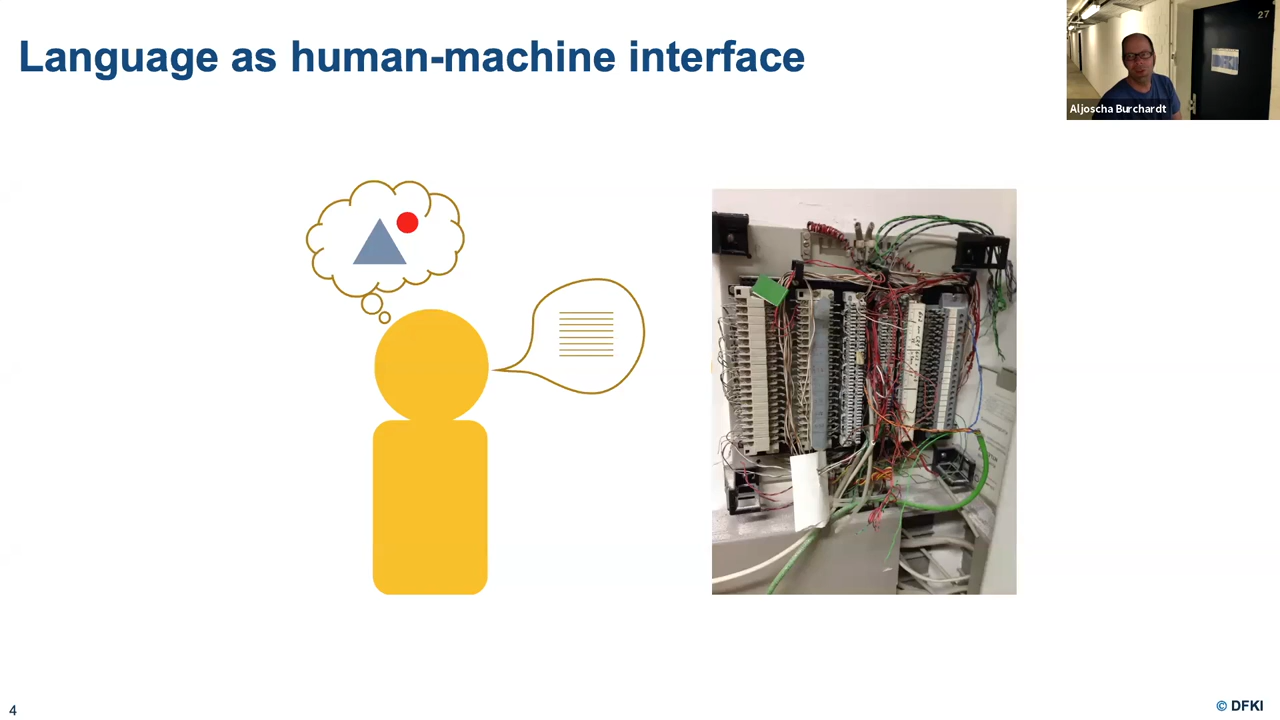 Language as human-machine interface
27
Aljoscha Burchardt
4
© DFKI